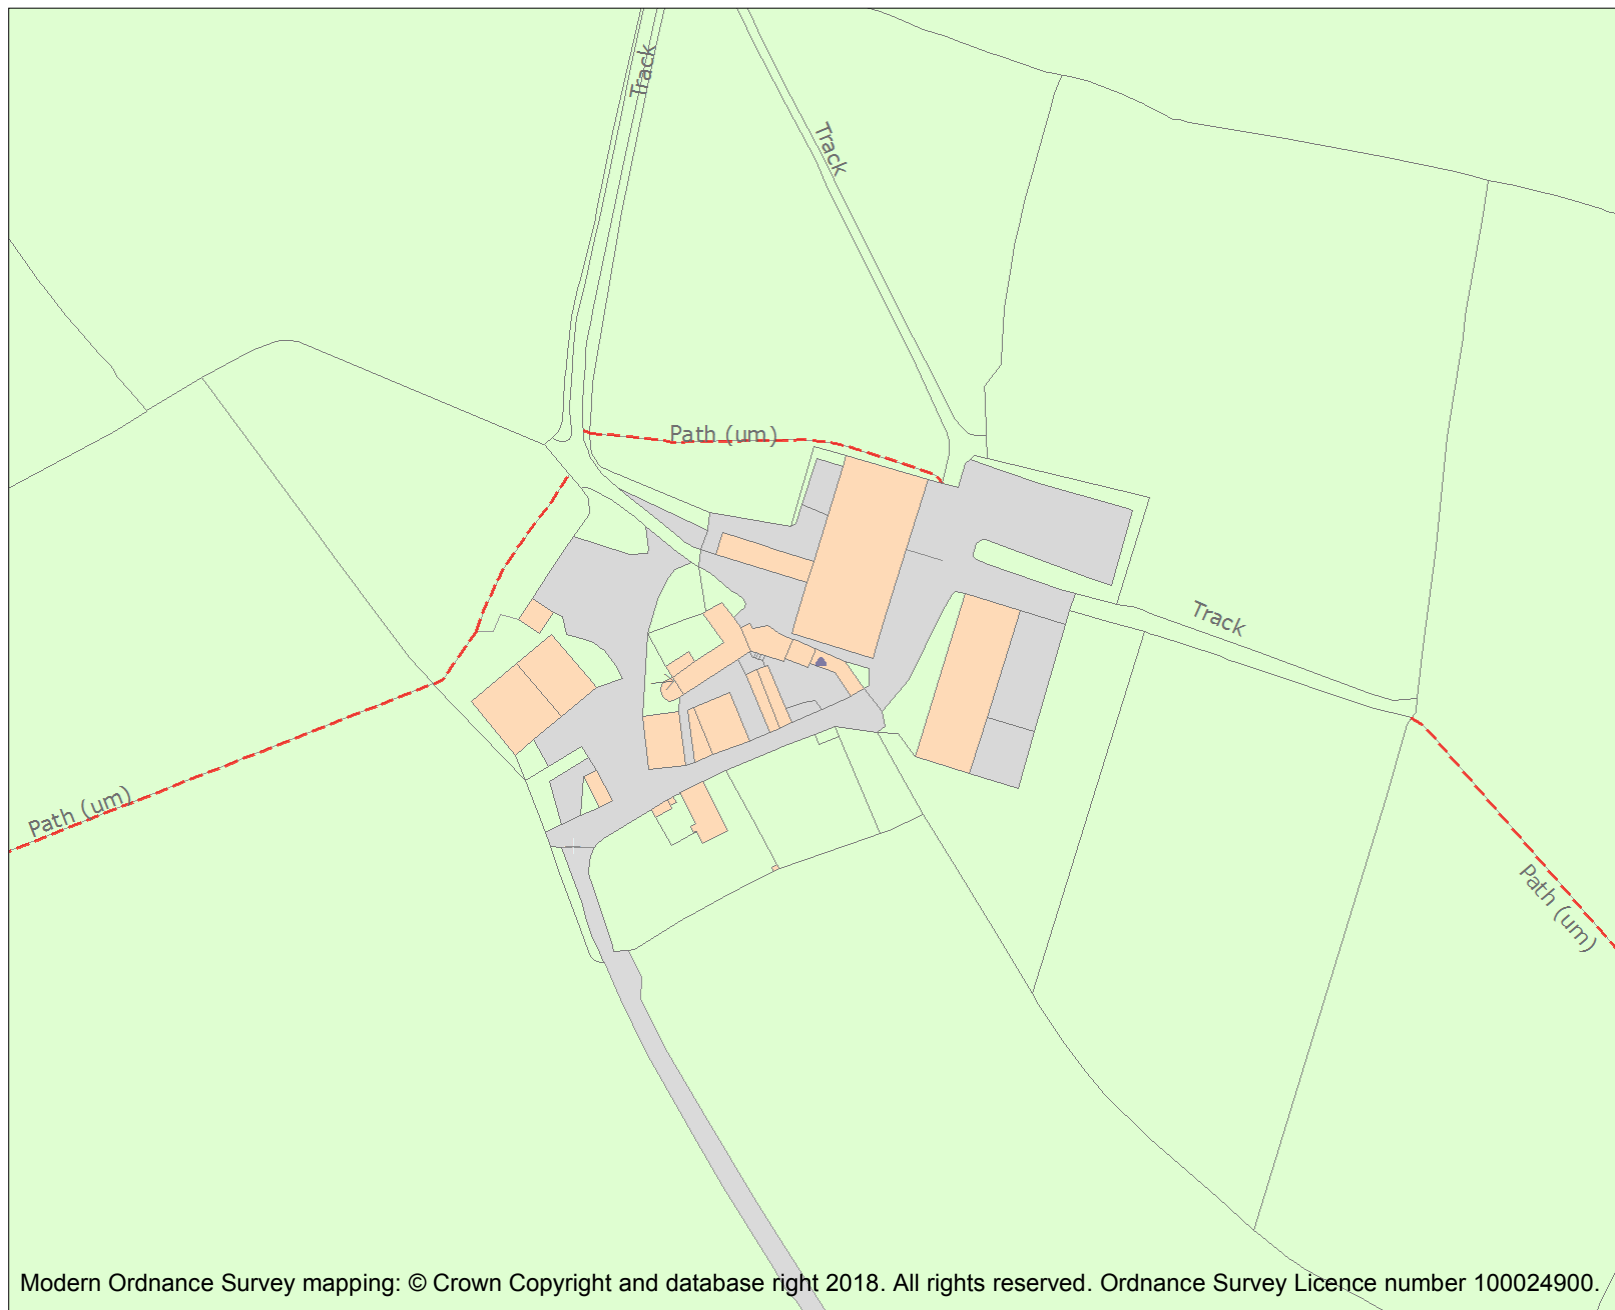 Track
Track
Path (um)
Track
Path (um)
Path (um)
Modern Ordnance Survey mapping: © Crown Copyright and database right 2018. All rights reserved. Ordnance Survey Licence number 100024900.